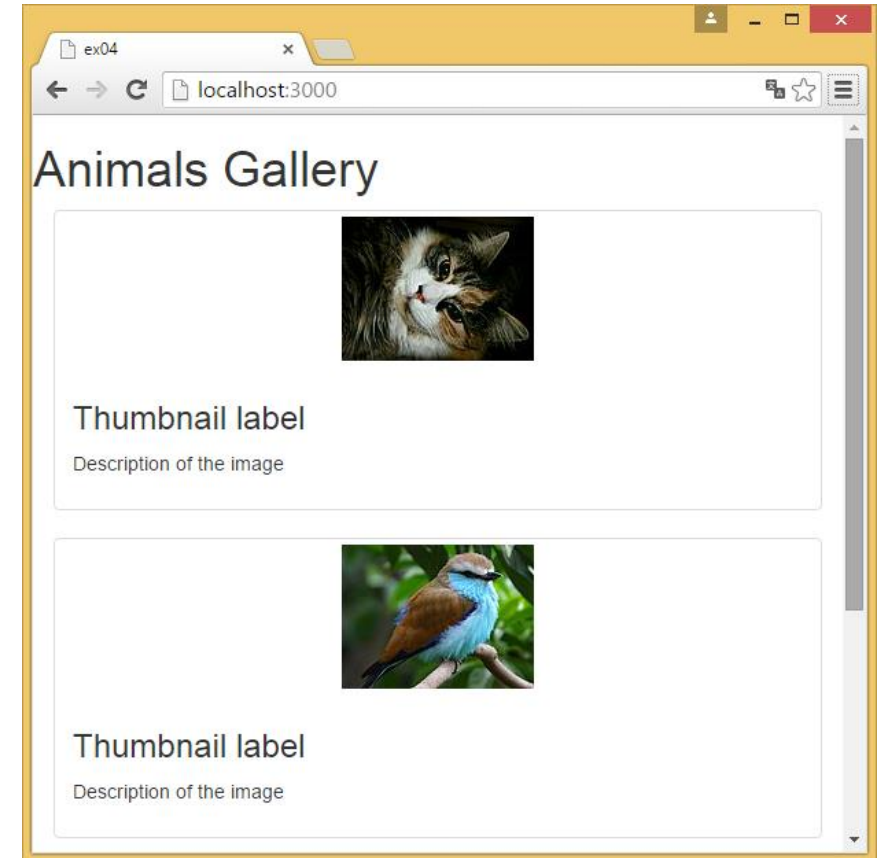 ex04
localhost:3000
Animals Gallery
Thumbnail label
Description of the image
Thumbnail label
Description of the image